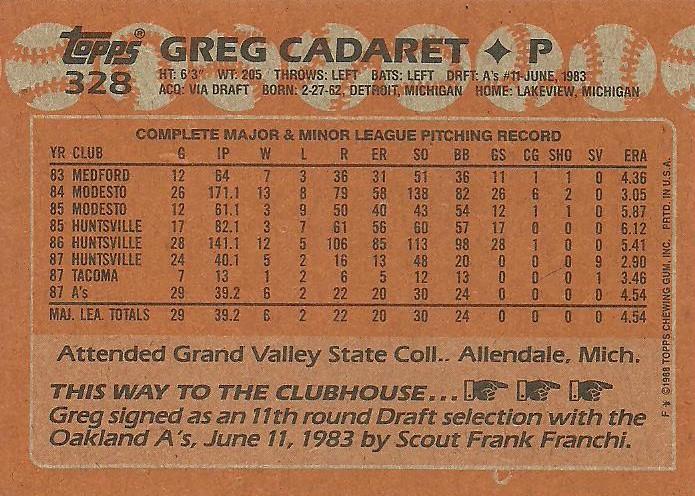 Topps® GREG CADARET ✦ P
328 HT: 6'3" WT: 205 THROWS: LEFT BATS: LEFT DRFT: A's #11-JUNE, 1983
ACQ: VIA DRAFT BORN: 2-27-62, DETROIT, MICHIGAN HOME: LAKEVIEW, MICHIGAN
COMPLETE MAJOR & MINOR LEAGUE PITCHING RECORD
YR CLUB G IP W L R ER SO BB GS CG SHO SV ERA
83 MEDFORD 12 64 7 3 36 31 51 36 11 1 1 0 4.36
84 MODESTO 26 171.1 13 8 79 58 138 82 26 6 2 0 3.05
85 MODESTO 12 61.1 3 9 50 40 43 54 12 1 1 0 5.87
85 HUNTSVILLE 17 82.1 3 7 61 56 60 57 17 0 0 0 6.12
86 HUNTSVILLE 28 141.1 12 5 106 85 113 98 28 1 0 0 5.41
87 HUNTSVILLE 24 40.1 5 2 16 13 48 20 0 0 0 9 2.90
87 TACOMA 7 13 1 2 6 5 12 13 0 0 0 1 3.46
87 A's 29 39.2 6 2 22 20 30 24 0 0 0 0 4.54
MAJ. LEA. TOTALS 29 39.2 6 2 22 20 30 24 0 0 0 0 4.54
Attended Grand Valley State Coll.. Allendale, Mich.
THIS WAY TO THE CLUBHOUSE...
Greg signed as an 11th round Draft selection with the
Oakland A's, June 11, 1983 by Scout Frank Franchi.
F * ©1988 TOPPS CHEWING GUM, INC. PRTD. IN U.S.A.